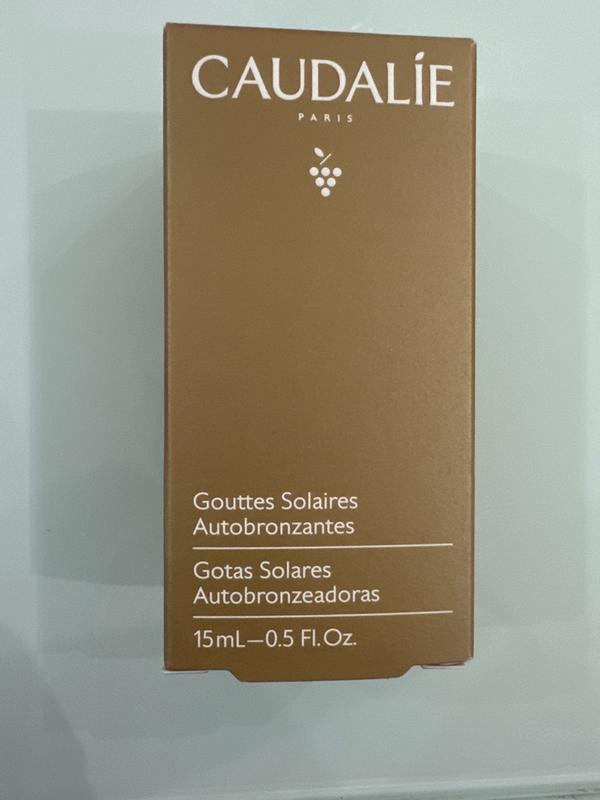 CAUDALÍE
PARIS
Gouttes Solaires
Autobronzantes
Gotas Solares
Autobronzeadoras
15mL—0.5 Fl.Oz.